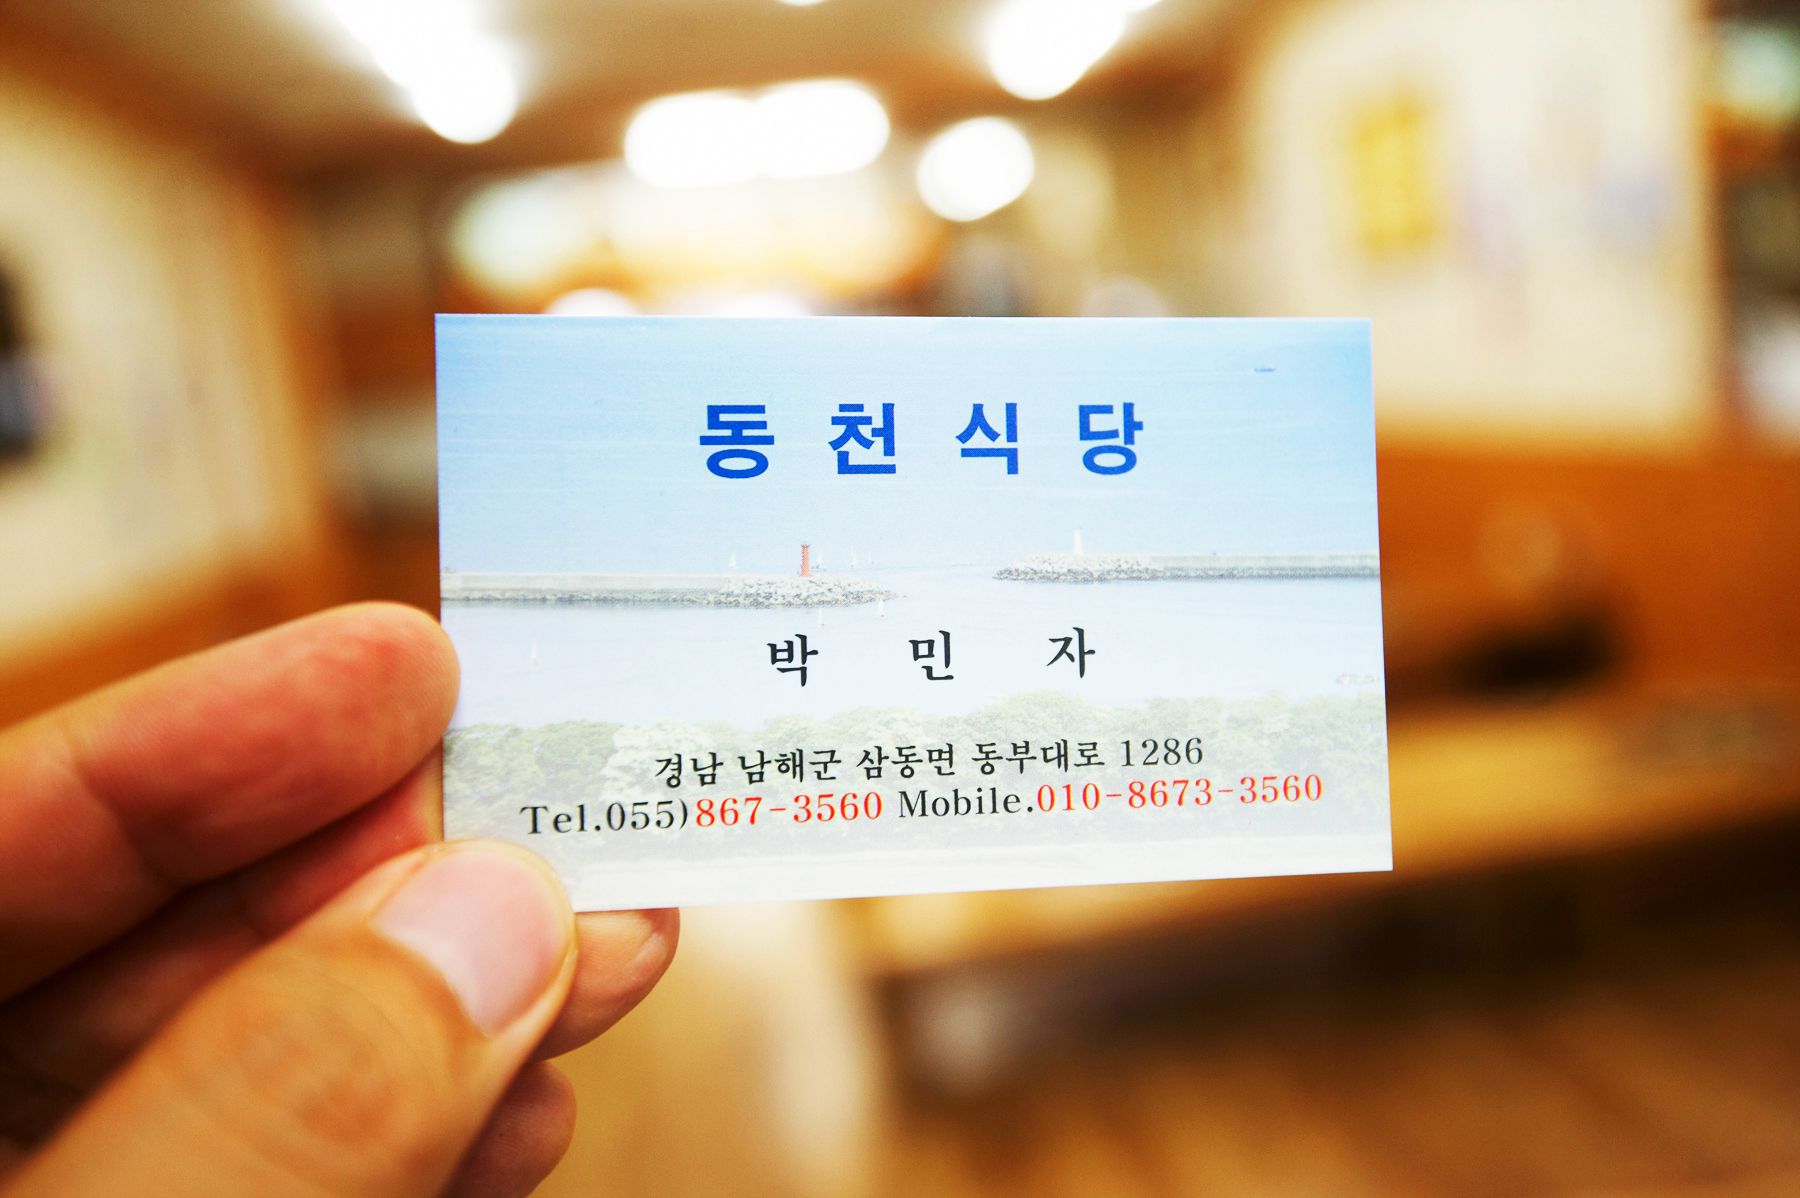 동천식당
박 민 자
경남 남해군 삼동면 동부대로 1286
Tel.055)867-3560 Mobile.010-8673-3560